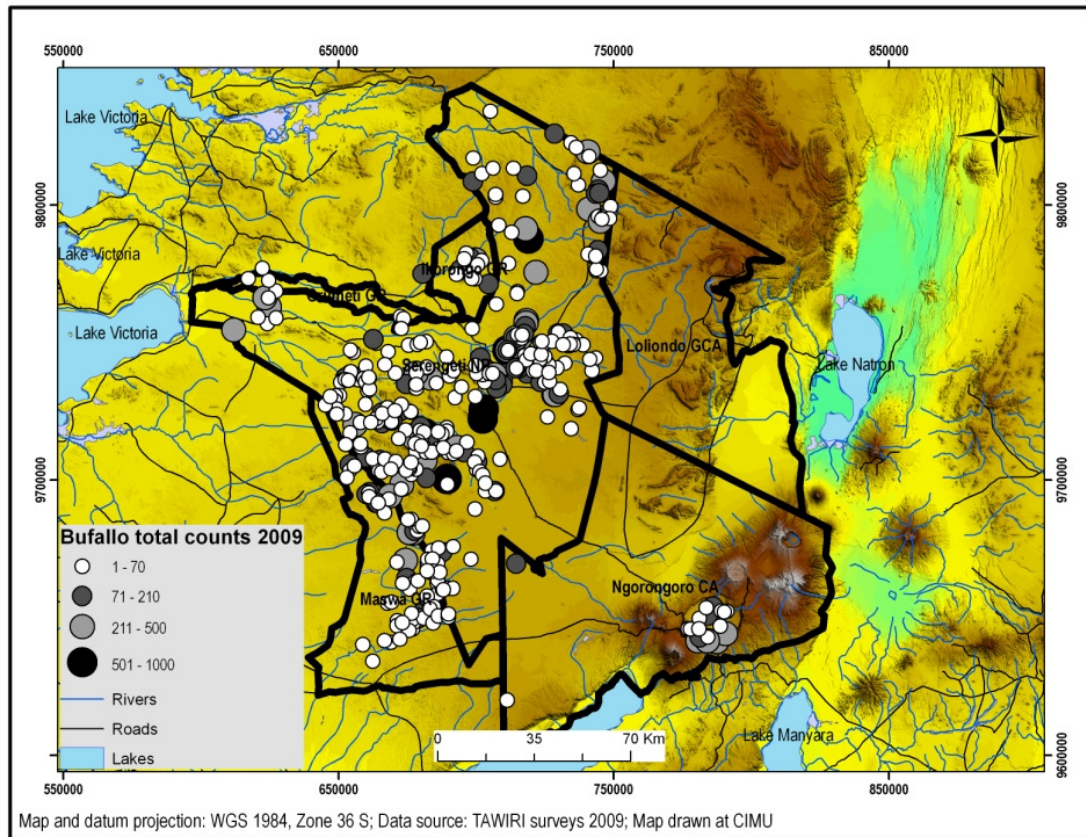 550000 650000 750000 850000
Lake Victoria
9800000 9800000
Lake Victoria
Ikorongo GR
Grumeti GR
Lake Victoria
Loliondo GCA
Serengeti NP
Lake Natron
9700000 9700000
Bufallo total counts 2009
1 - 70
71 - 210
211 - 500
501 - 1000
Rivers
Roads
Lakes
Maswa GR
Ngorongoro CA
0 35 70 Km
Lake Manyara
9600000
550000 650000 750000 850000
Map and datum projection: WGS 1984, Zone 36 S; Data source: TAWIRI surveys 2009; Map drawn at CIMU